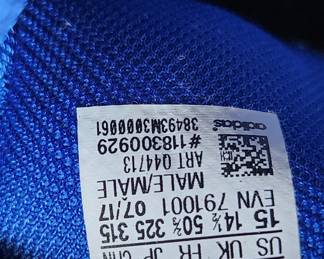 US UK FR JP CHN
15 14½ 50⅔ 325 315
EVN 791001 07/17
MALE/MALE
ART Q44713
#118300929
38493M3000061
adidas